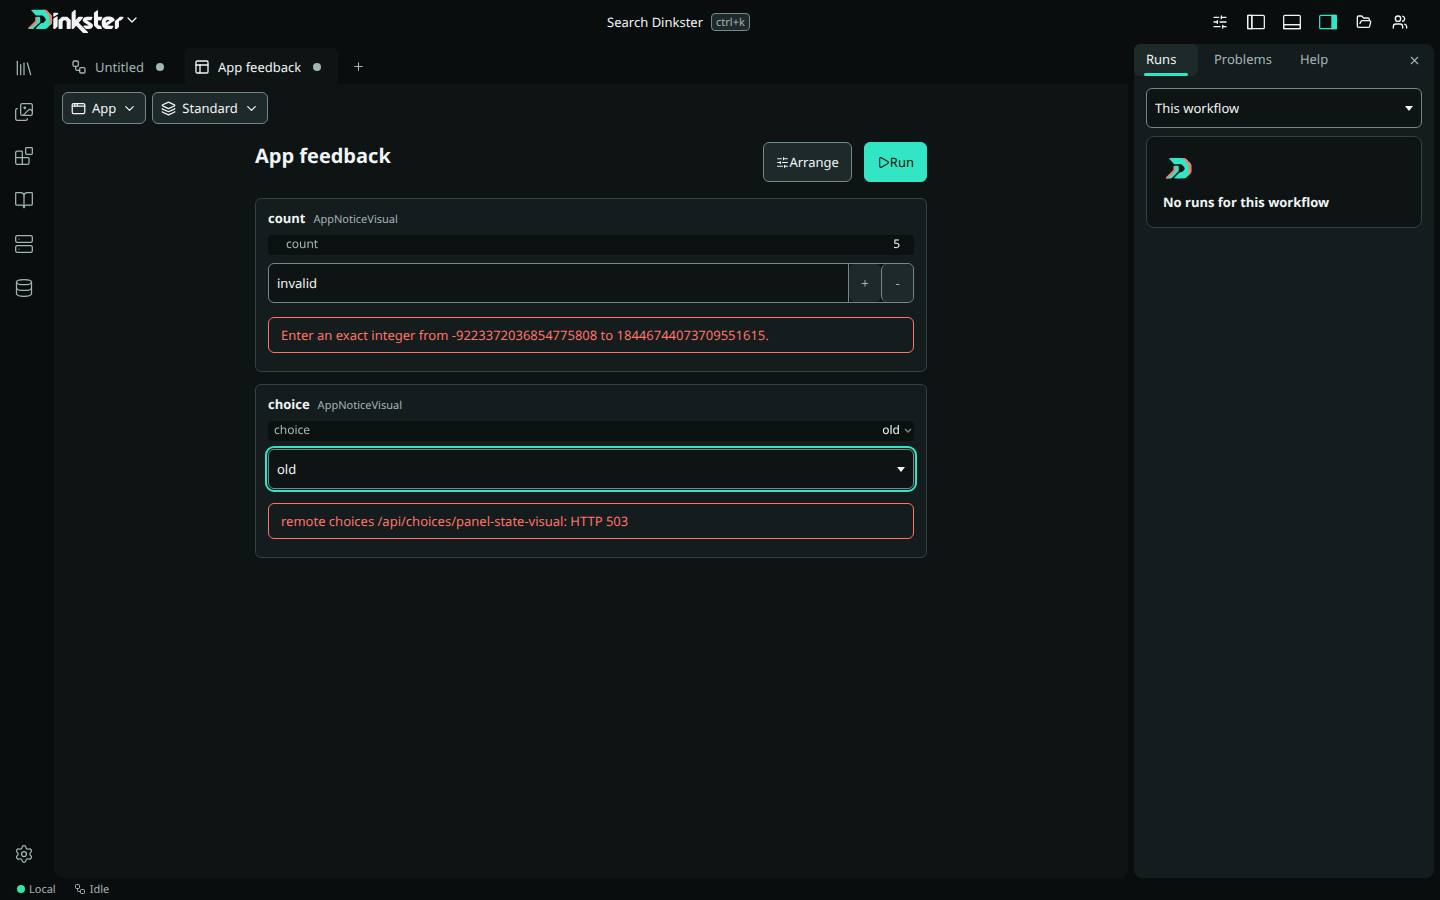 Dinkster
Search Dinkster ctrl+k
Untitled
App feedback
+
App
Standard
App feedback
Arrange
Run
count AppNoticeVisual
count 5
invalid + -
Enter an exact integer from -9223372036854775808 to 18446744073709551615.
choice AppNoticeVisual
choice old
old
remote choices /api/choices/panel-state-visual: HTTP 503
Runs Problems Help
This workflow
No runs for this workflow
Local Idle